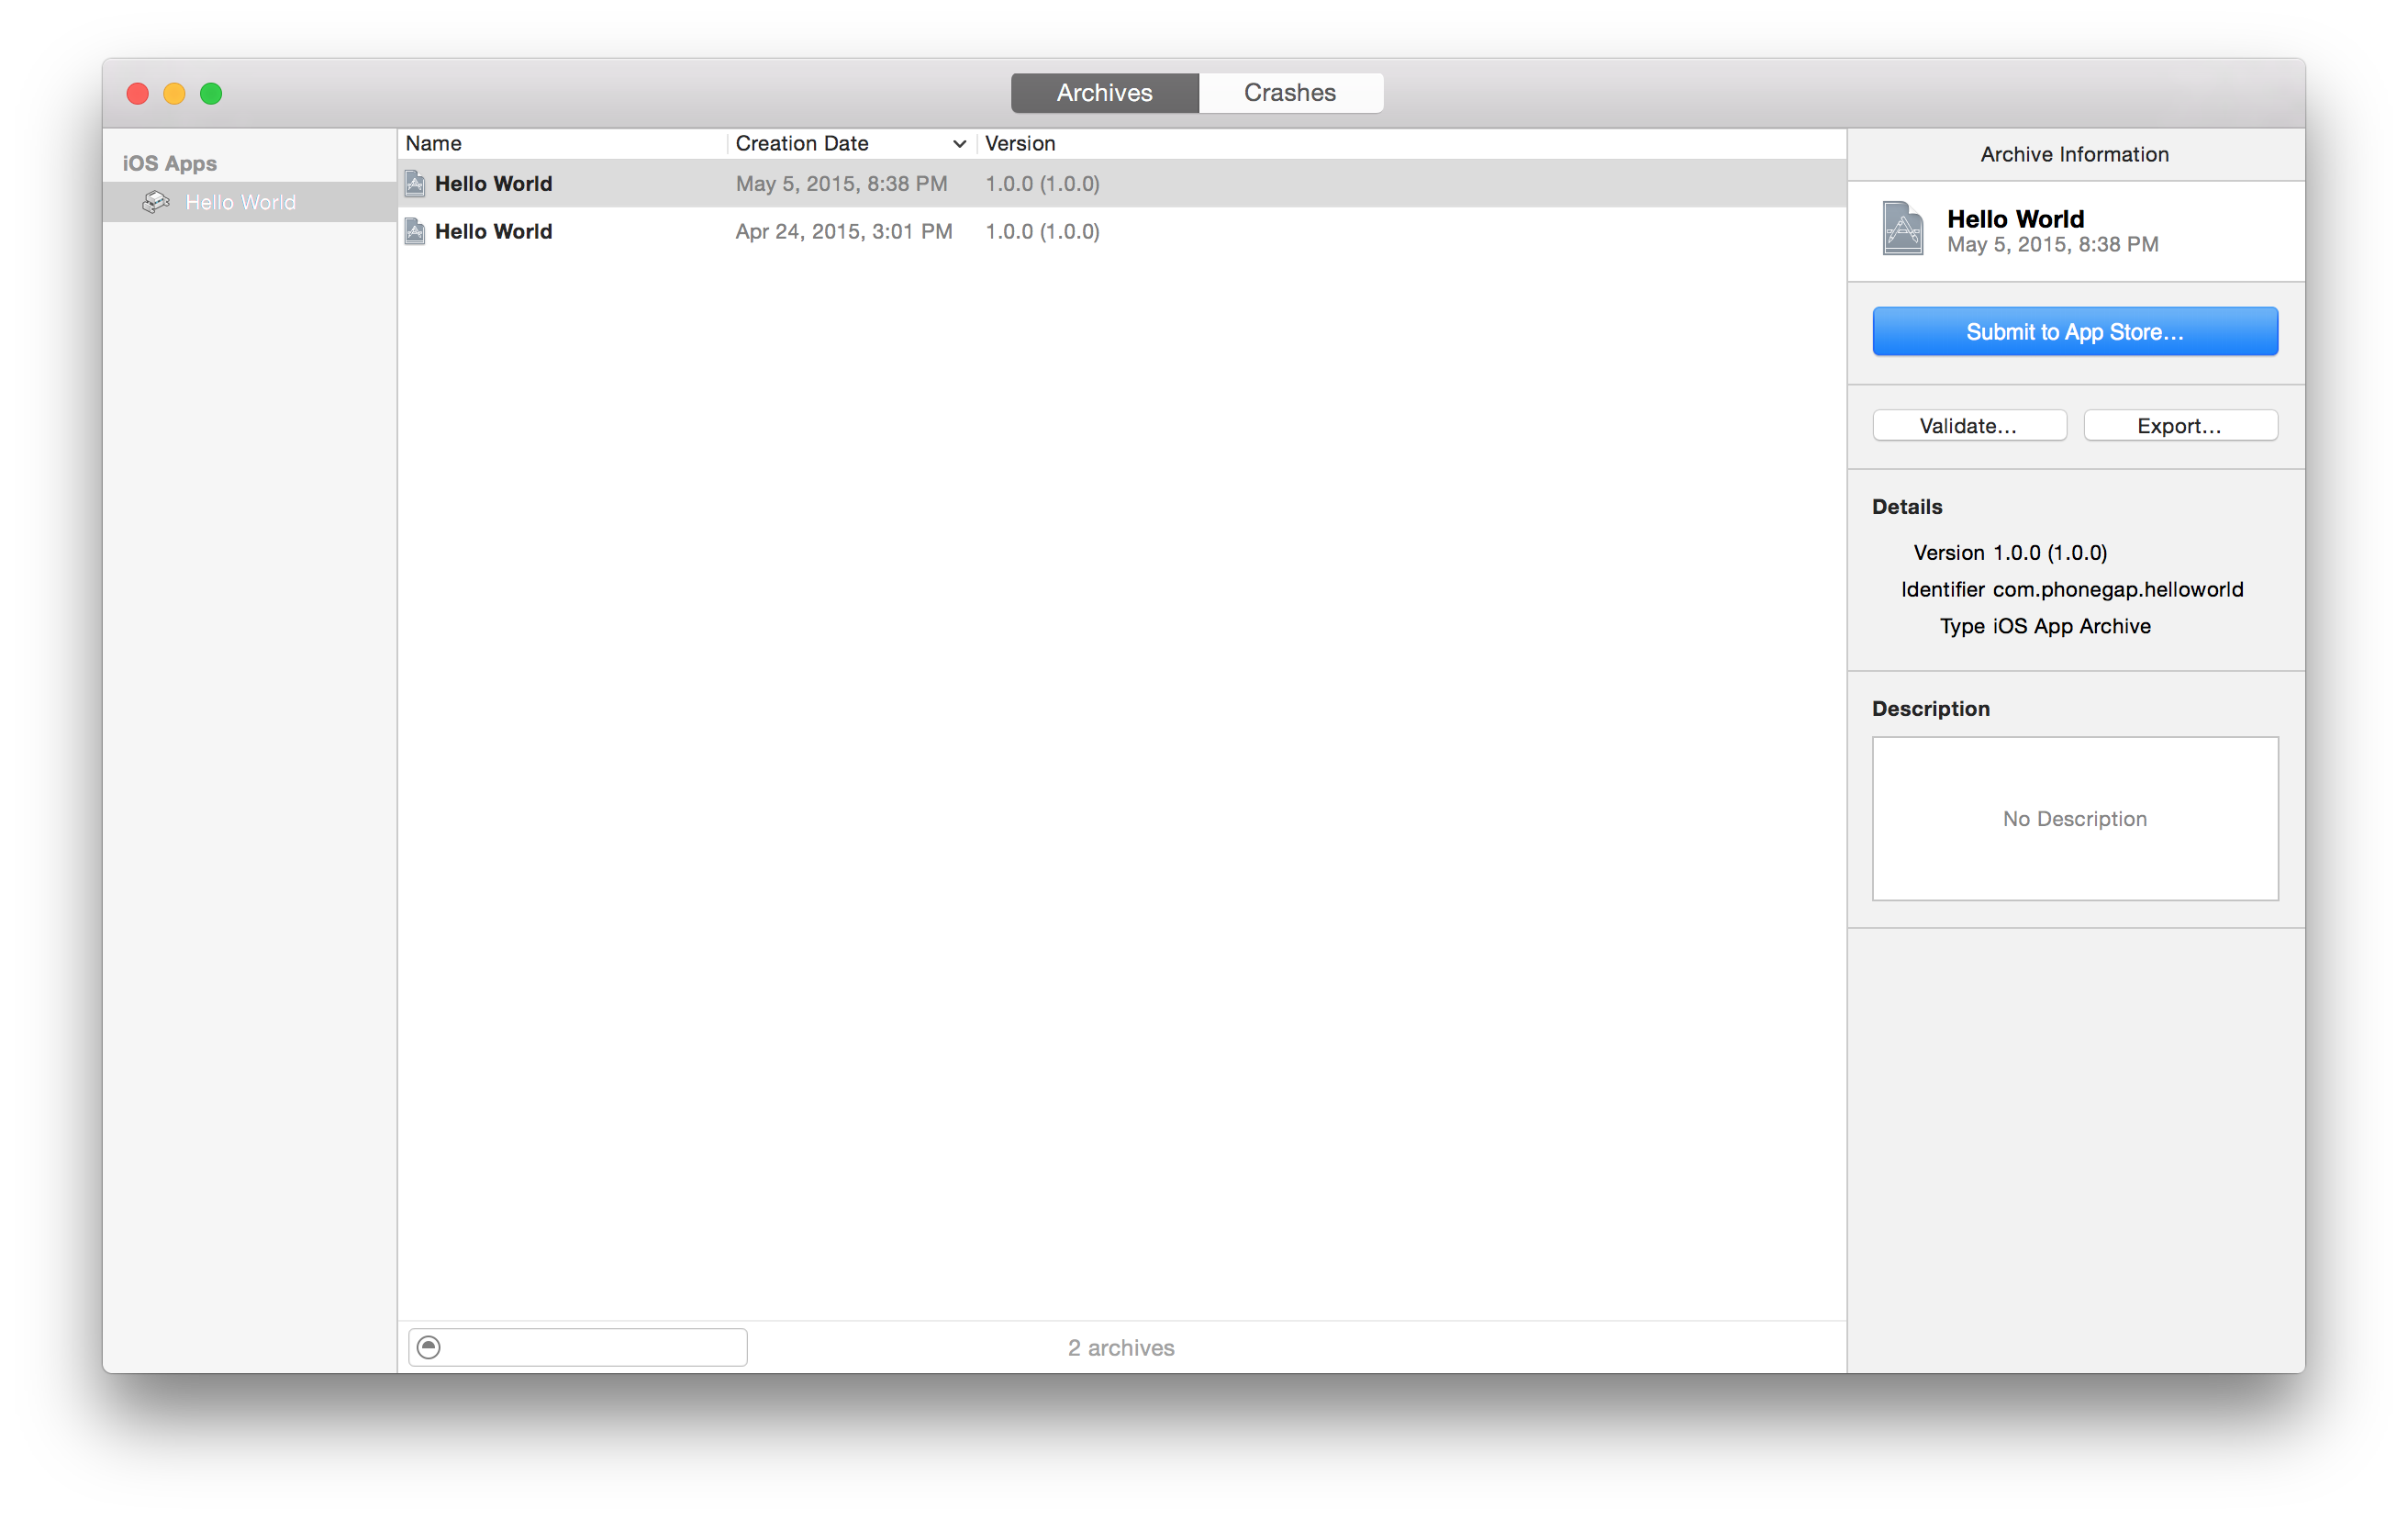 Archives Crashes
iOS Apps
Hello World
Name Creation Date Version
Hello World May 5, 2015, 8:38 PM 1.0.0 (1.0.0)
Hello World Apr 24, 2015, 3:01 PM 1.0.0 (1.0.0)
2 archives
Archive Information
Hello World
May 5, 2015, 8:38 PM
Submit to App Store...
Validate... Export...
Details
Version 1.0.0 (1.0.0)
Identifier com.phonegap.helloworld
Type iOS App Archive
Description
No Description